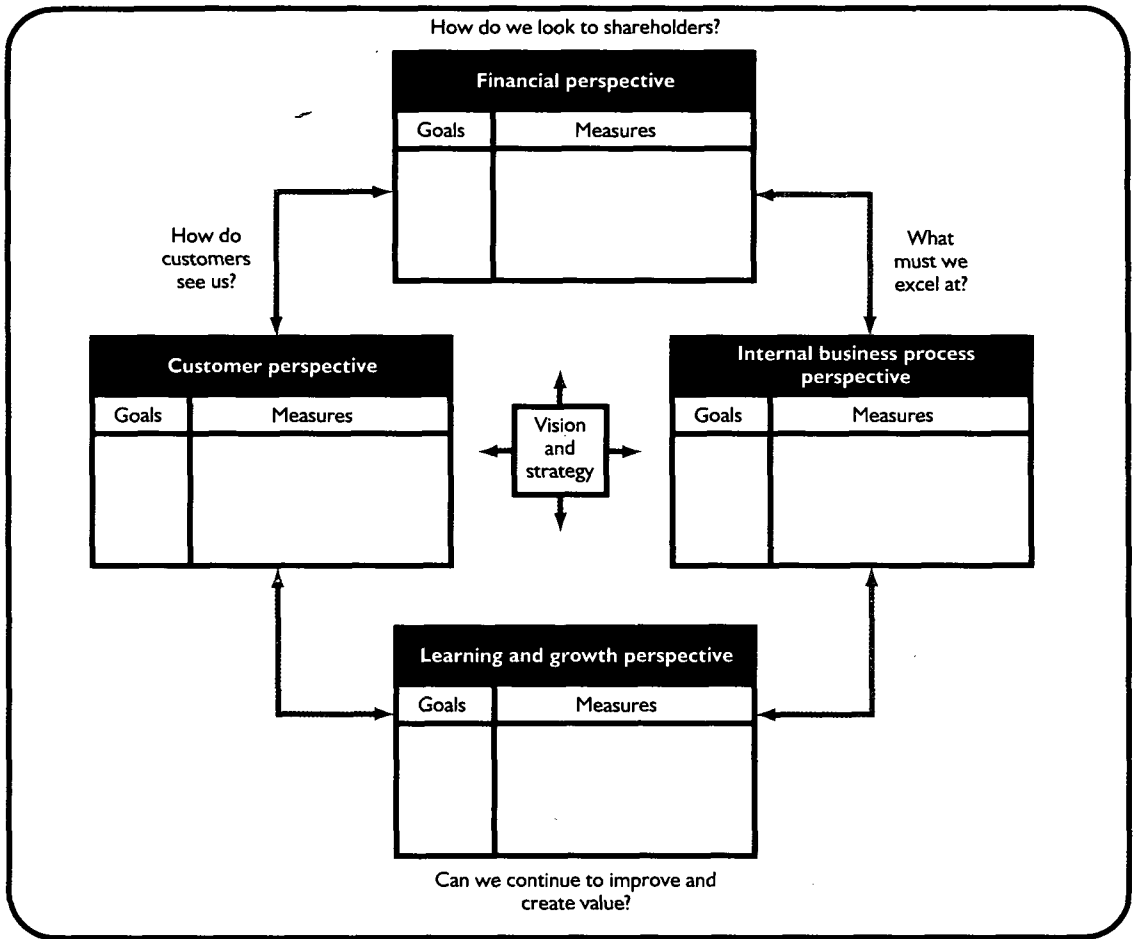 How do we look to shareholders?
Financial perspective
Goals
Measures
How do
customers
see us?
What
must we
excel at?
Customer perspective
Goals
Measures
Vision
and
strategy
Internal business process
perspective
Goals
Measures
Learning and growth perspective
Goals
Measures
Can we continue to improve and
create value?